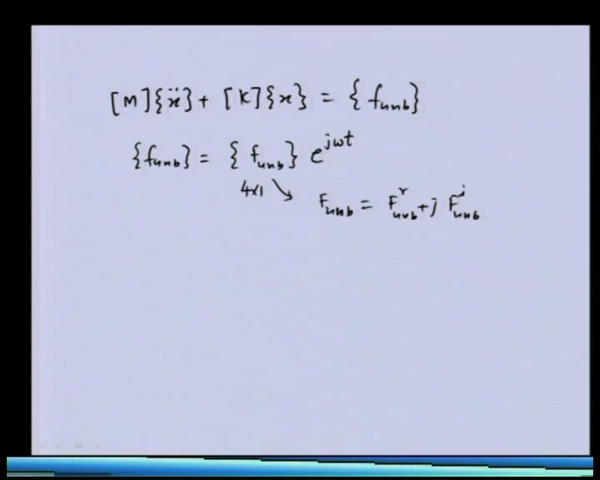 [M]{ẍ} + [K]{x} = {f_unb}
{f_unb} = {f_unb} e^jωt
4x1
F_unb = F^r_unb + j F^i_unb